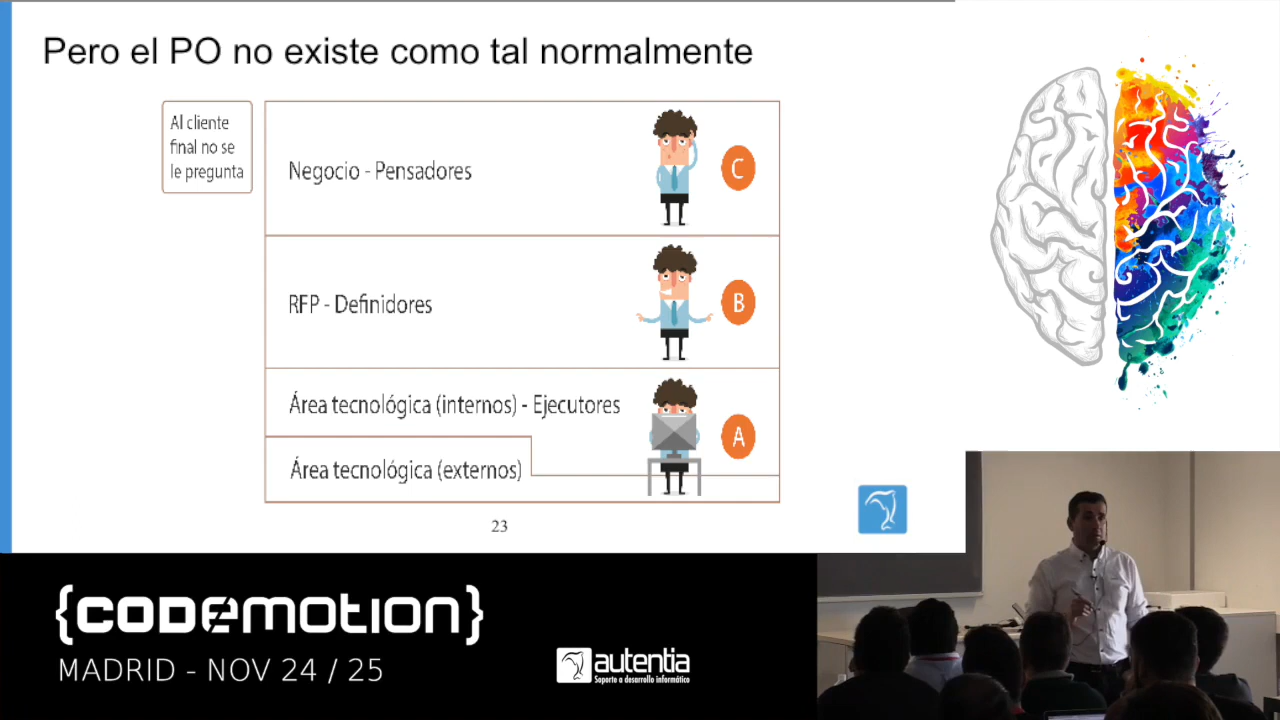 Pero el PO no existe como tal normalmente
Al cliente
final no se
le pregunta
Negocio - Pensadores
C
RFP - Definidores
B
Área tecnológica (internos) - Ejecutores
A
Área tecnológica (externos)
23
{CODEMOTION}
MADRID - NOV 24 / 25
autentia
Soporte a desarrollo informático